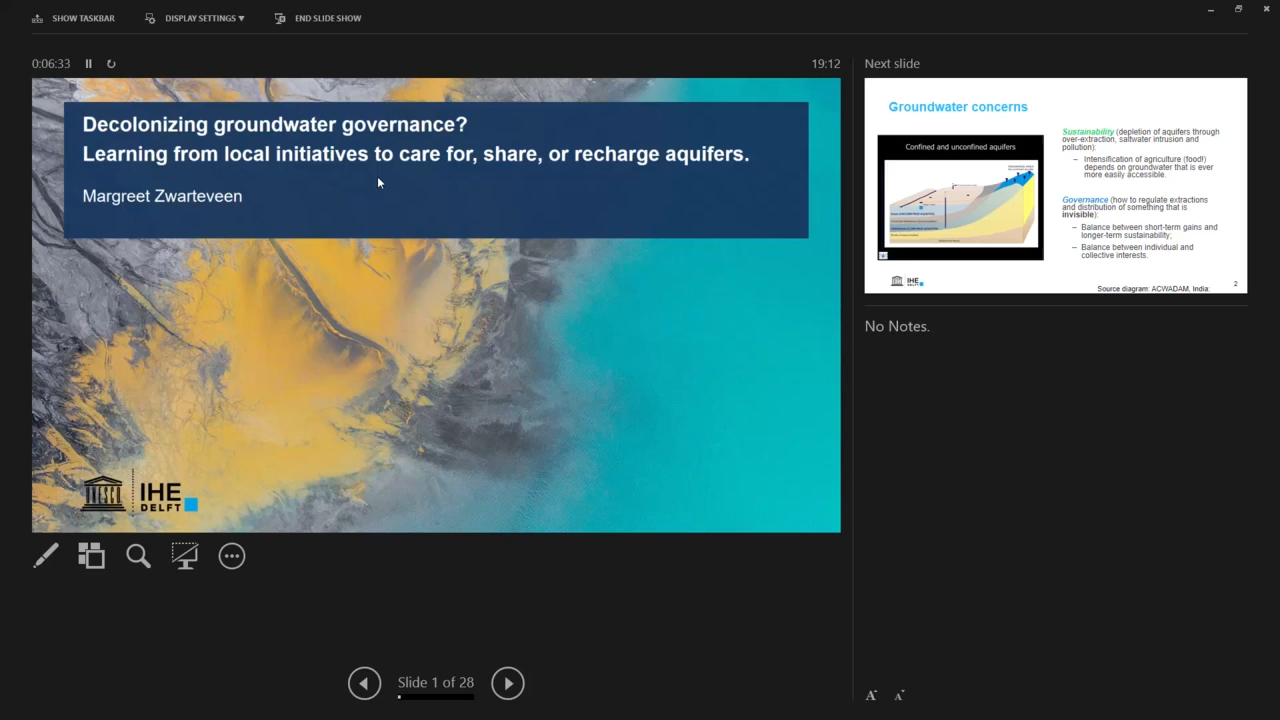 SHOW TASKBAR
DISPLAY SETTINGS ▼
END SLIDE SHOW
0:06:33
19:12
Next slide
Decolonizing groundwater governance?
Learning from local initiatives to care for, share, or recharge aquifers.
Margreet Zwarteveen
UNESCO
IHE
DELFT
Groundwater concerns
Confined and unconfined aquifers
Sustainability (depletion of aquifers through
over-extraction, saltwater intrusion and
pollution):
– Intensification of agriculture (food!)
depends on groundwater that is ever
more easily accessible.
Governance (how to regulate extractions
and distribution of something that is
invisible):
– Balance between short-term gains and
longer-term sustainability;
– Balance between individual and
collective interests.
IHE
DELFT
Source diagram: ACWADAM, India:
2
No Notes.
Slide 1 of 28
A
A